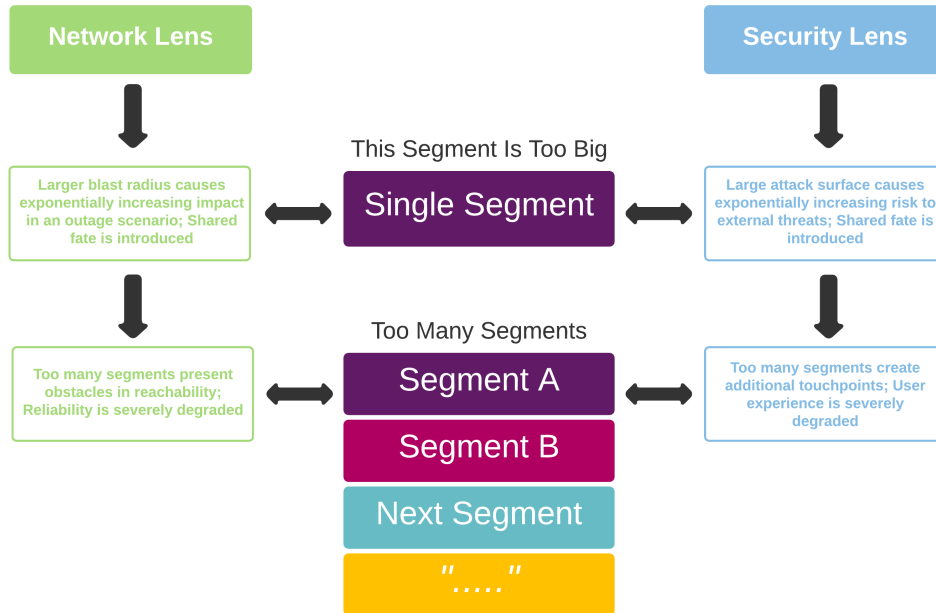 Network Lens
Security Lens
This Segment Is Too Big
Larger blast radius causes
exponentially increasing impact
in an outage scenario; Shared
fate is introduced
Single Segment
Large attack surface causes
exponentially increasing risk to
external threats; Shared fate is
introduced
Too Many Segments
Too many segments present
obstacles in reachability;
Reliability is severely degraded
Segment A
Segment B
Next Segment
"....."
Too many segments create
additional touchpoints; User
experience is severely
degraded